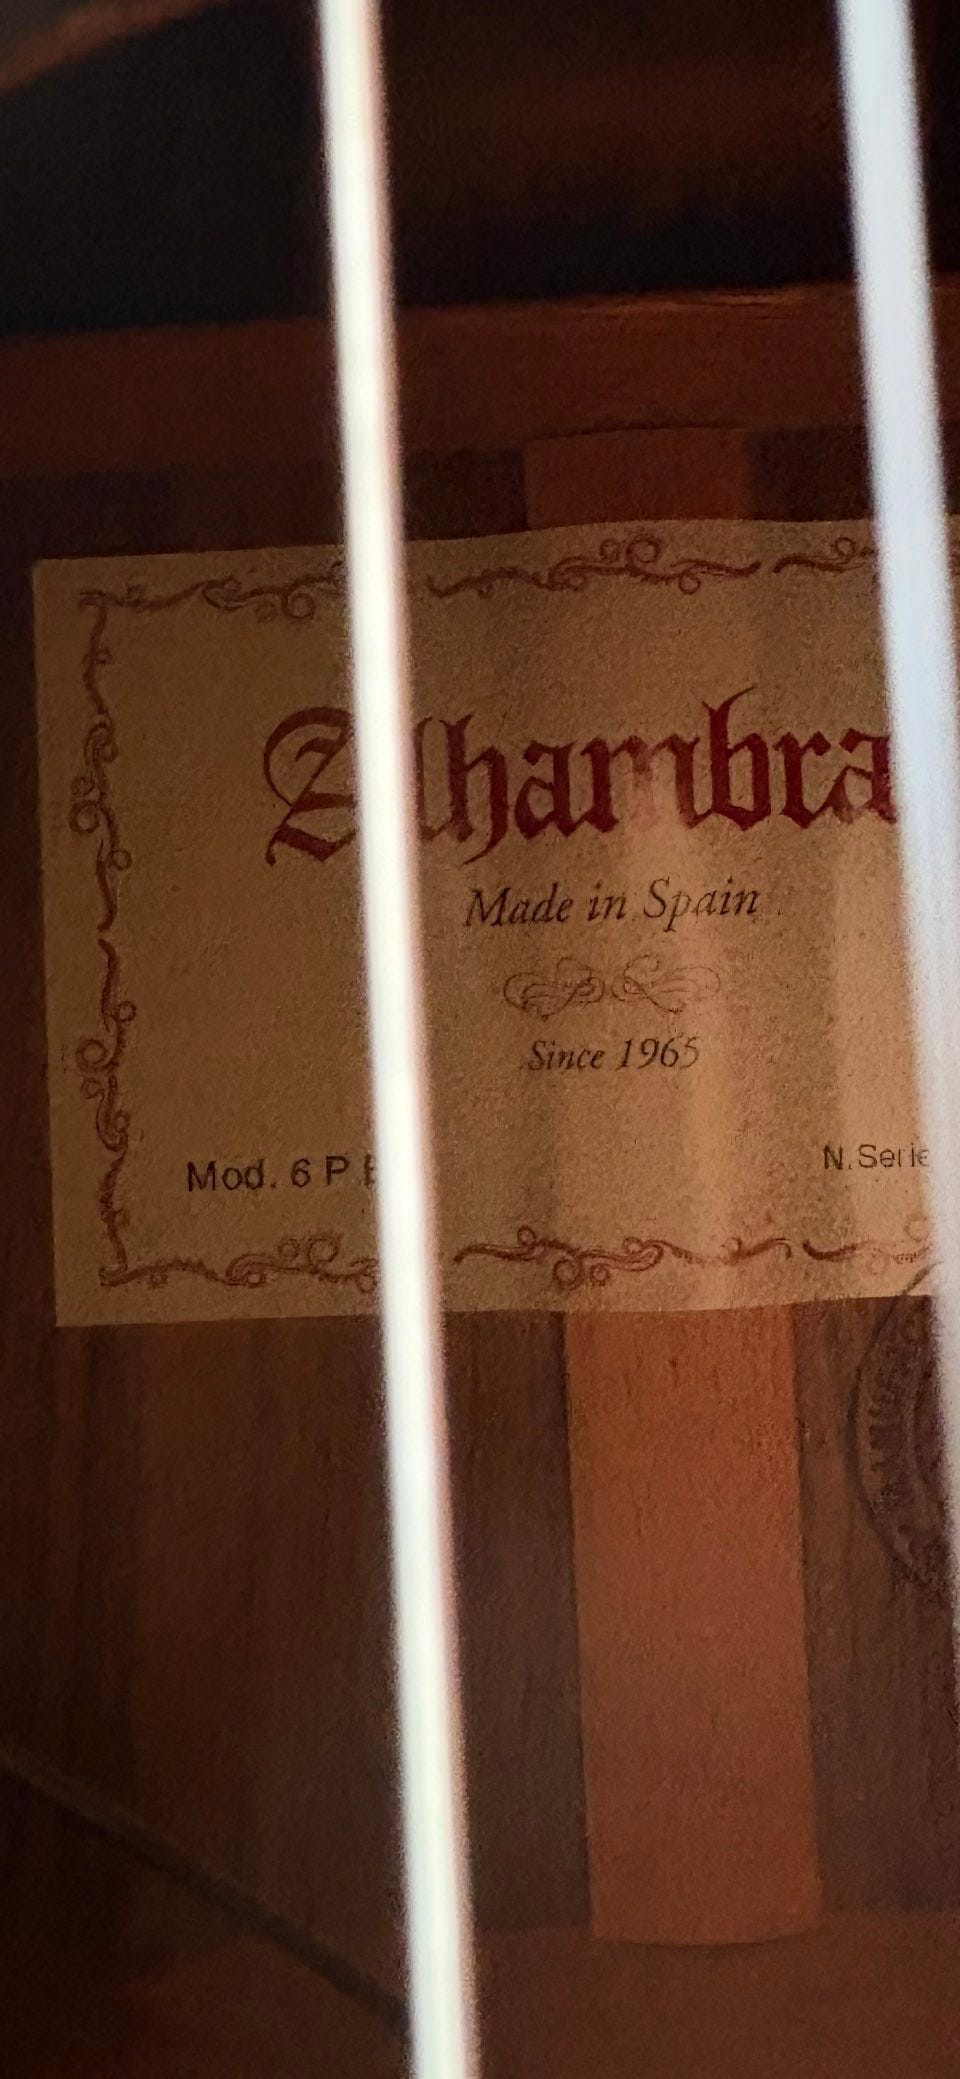 Alhambra
Made in Spain
Since 1965
Mod. 6 P
N.Serie